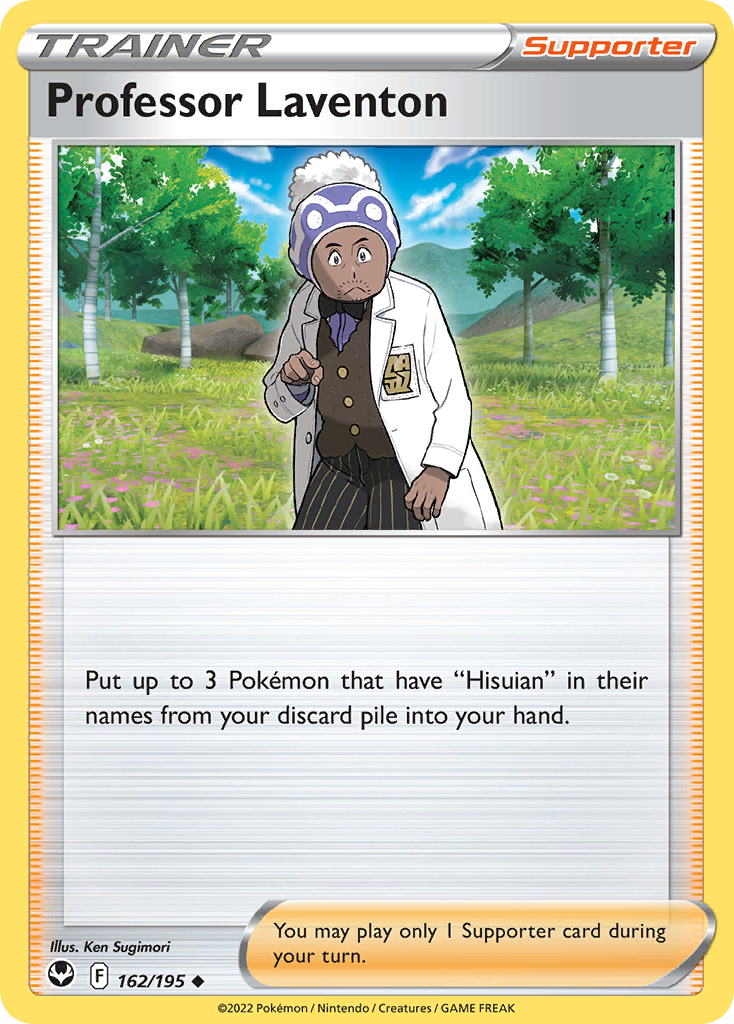 TRAINER
Supporter
Professor Laventon
Put up to 3 Pokémon that have “Hisuian” in their
names from your discard pile into your hand.
You may play only 1 Supporter card during
your turn.
Illus. Ken Sugimori
F 162/195
©2022 Pokémon / Nintendo / Creatures / GAME FREAK